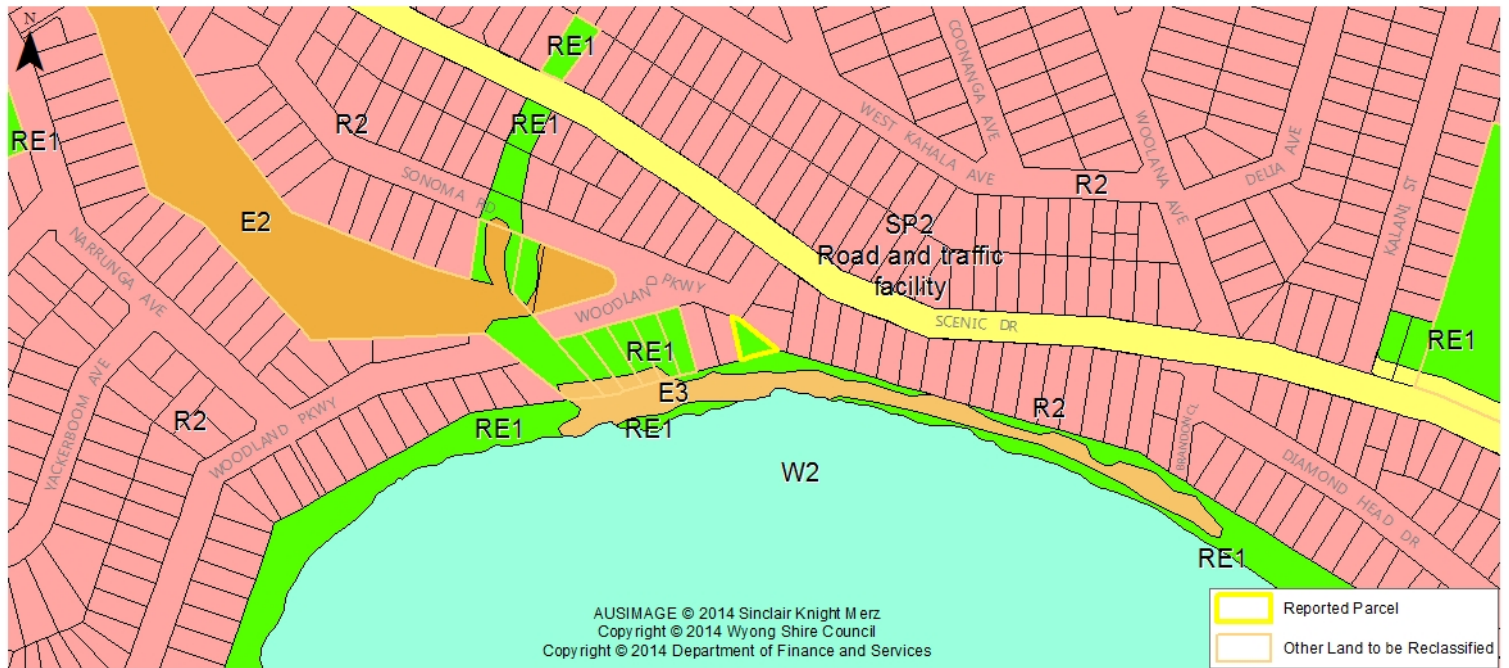 N
RE1
COONANGA AVE
RE1
R2
WEST KAHALA AVE
WOOLANA AVE
DELIA AVE
KALANI ST
RE1
SONOMA RD
R2
E2
SP2
Road and traffic
facility
NARRUNGA AVE
WOODLAND PKWY
SCENIC DR
RE1
RE1
YACKERBOOM AVE
E3
R2
R2
WOODLAND PKWY
RE1
RE1
BRANDON CL
DIAMOND HEAD DR
W2
RE1
AUSIMAGE © 2014 Sinclair Knight Merz
Copyright © 2014 Wyong Shire Council
Copyright © 2014 Department of Finance and Services
Reported Parcel
Other Land to be Reclassified